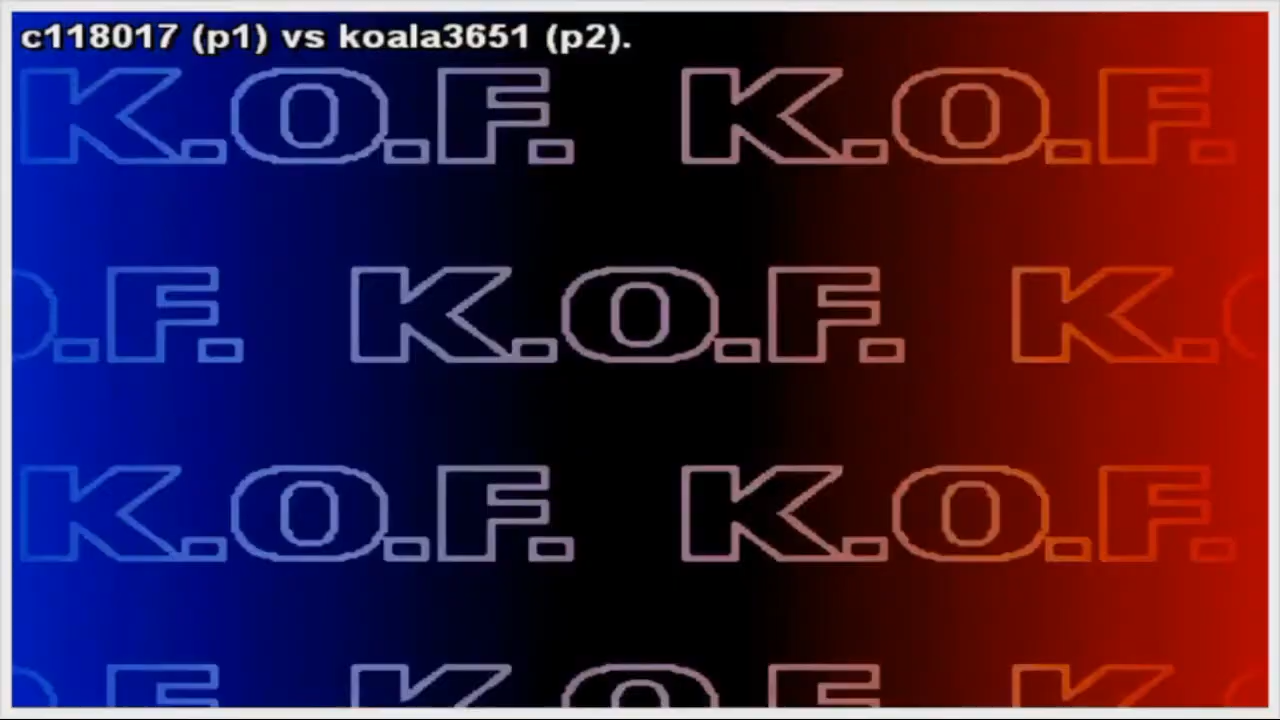 c118017 (p1) vs koala3651 (p2).
K.O.F. K.O.F.
O.F. K.O.F. K.O
K.O.F. K.O.F.
O.F. K.O.F. K.